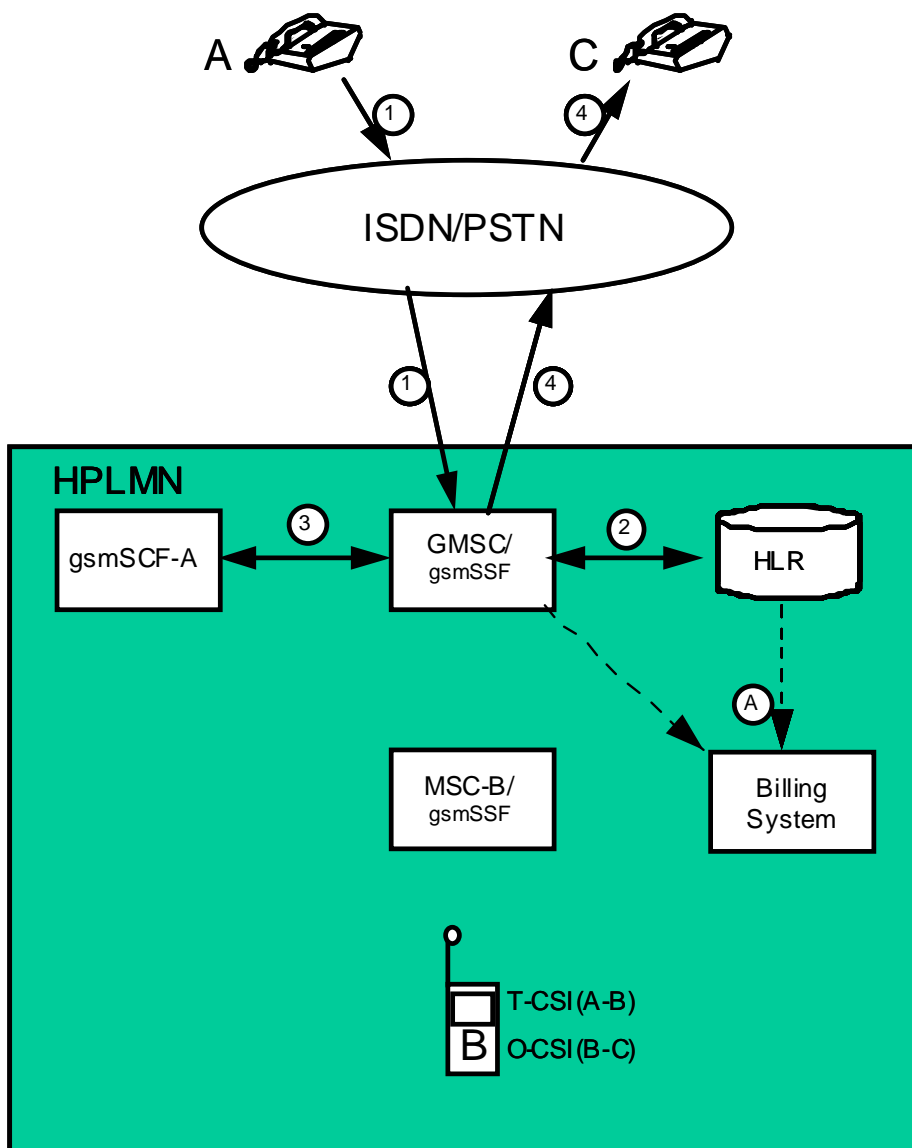 A
C
1
4
ISDN/PSTN
1
4
HPLMN
gsmSCF-A
3
GMSC/
gsmSSF
2
HLR
A
MSC-B/
gsmSSF
Billing
System
T-CSI(A-B)
B
O-CSI(B-C)